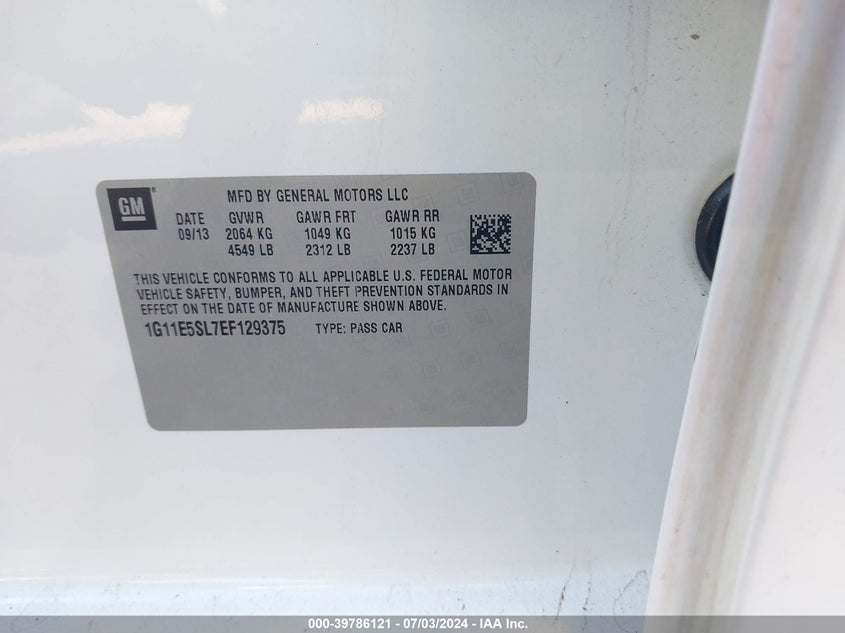 GM
MFD BY GENERAL MOTORS LLC
DATE GVWR GAWR FRT GAWR RR
09/13 2064 KG 1049 KG 1015 KG
4549 LB 2312 LB 2237 LB
THIS VEHICLE CONFORMS TO ALL APPLICABLE U.S. FEDERAL MOTOR
VEHICLE SAFETY, BUMPER, AND THEFT PREVENTION STANDARDS IN
EFFECT ON THE DATE OF MANUFACTURE SHOWN ABOVE.
1G11E5SL7EF129375 TYPE: PASS CAR
000-39786121 - 07/03/2024 - IAA Inc.